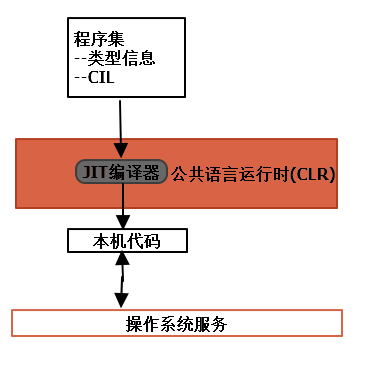 程序集
--类型信息
--CIL
JIT编译器
公共语言运行时(CLR)
本机代码
操作系统服务